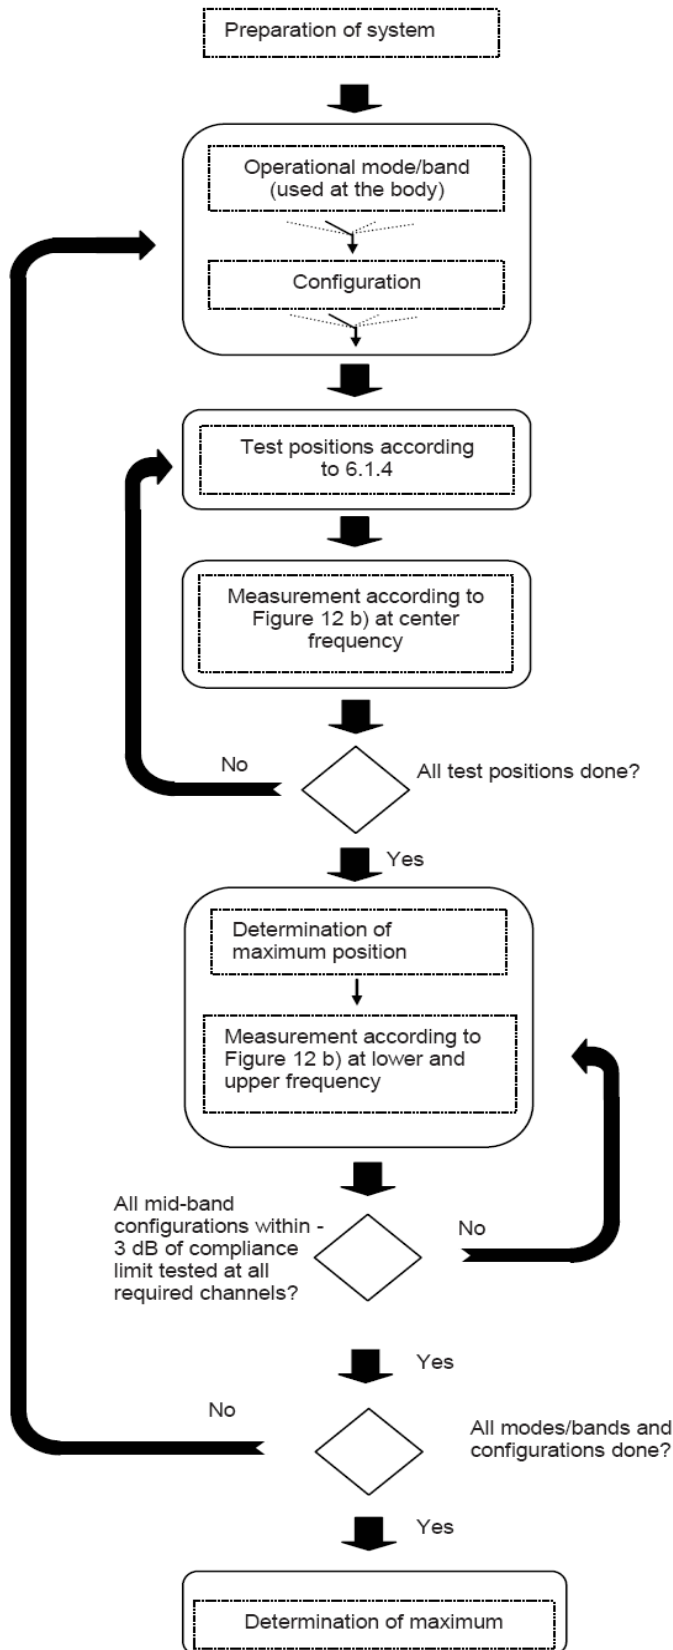 Preparation of system
Operational mode/band
(used at the body)
Configuration
Test positions according
to 6.1.4
Measurement according to
Figure 12 b) at center
frequency
No
All test positions done?
Yes
Determination of
maximum position
Measurement according to
Figure 12 b) at lower and
upper frequency
All mid-band
configurations within -
3 dB of compliance
limit tested at all
required channels?
No
Yes
No
All modes/bands and
configurations done?
Yes
Determination of maximum